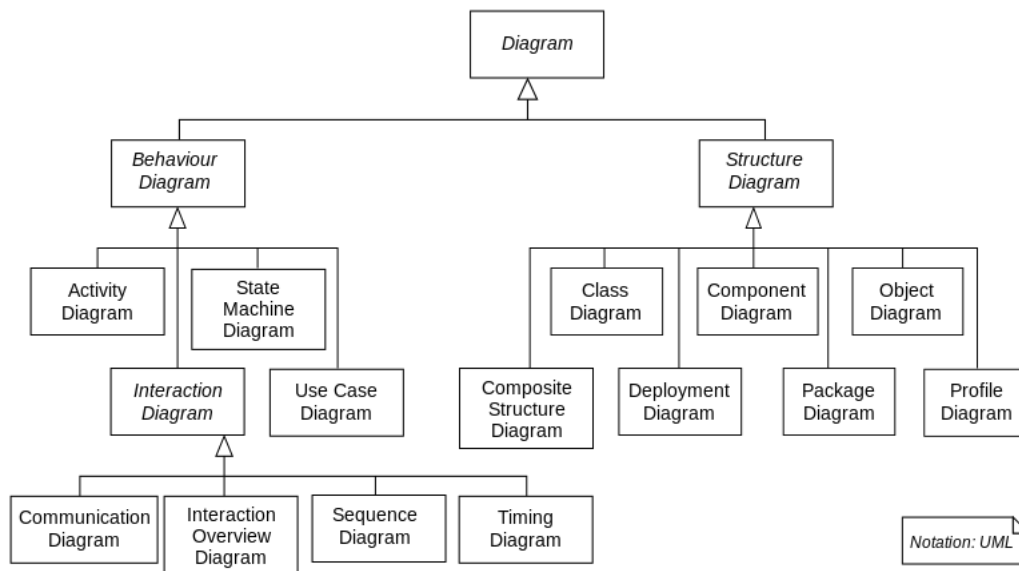 Diagram
Behaviour
Diagram
Structure
Diagram
Activity
Diagram
State
Machine
Diagram
Class
Diagram
Component
Diagram
Object
Diagram
Interaction
Diagram
Use Case
Diagram
Composite
Structure
Diagram
Deployment
Diagram
Package
Diagram
Profile
Diagram
Communication
Diagram
Interaction
Overview
Diagram
Sequence
Diagram
Timing
Diagram
Notation: UML